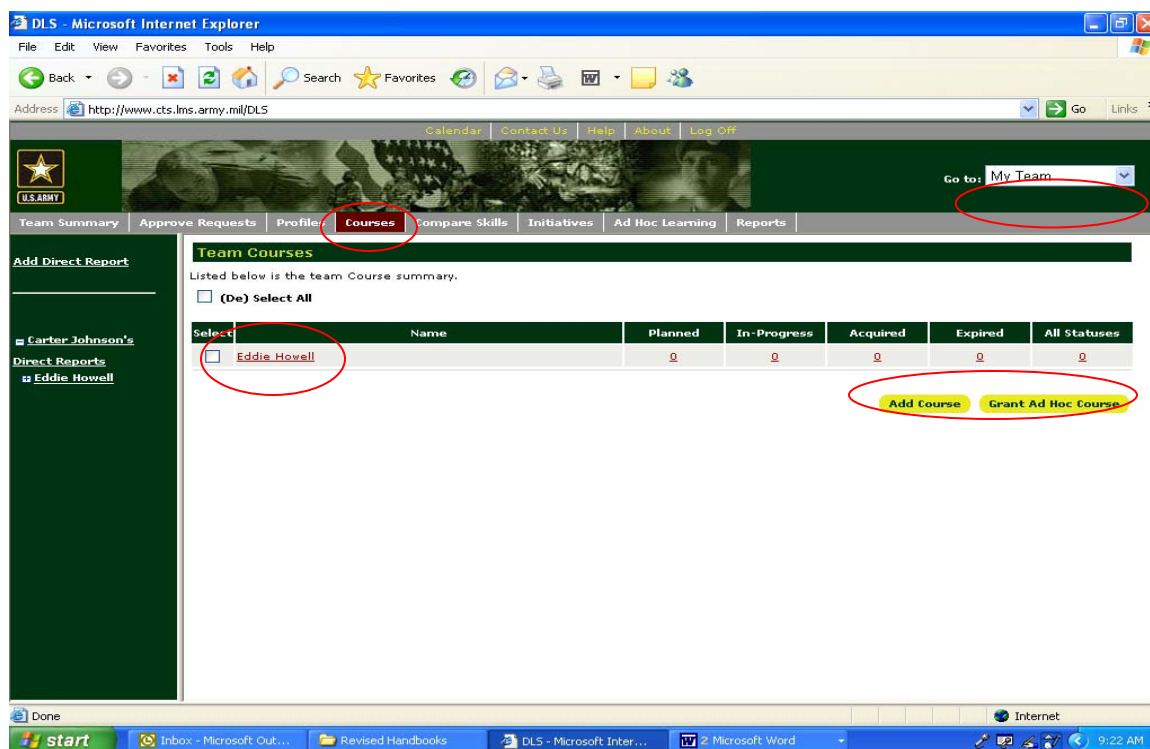 DLS - Microsoft Internet Explorer
File Edit View Favorites Tools Help
Back Search Favorites
Address http://www.cts.lms.army.mil/DLS Go Links
Calendar Contact Us Help About Log Off
U.S.ARMY
Go to: My Team
Team Summary Approve Requests Profiles Courses Compare Skills Initiatives Ad Hoc Learning Reports
Add Direct Report
Carter Johnson's
Direct Reports
Eddie Howell
Team Courses
Listed below is the team Course summary.
(De) Select All
Select Name Planned In-Progress Acquired Expired All Statuses
Eddie Howell 0 0 0 0 0
Add Course Grant Ad Hoc Course
Done Internet
start Inbox - Microsoft Out... Revised Handbooks DLS - Microsoft Inter... 2 Microsoft Word 9:22 AM